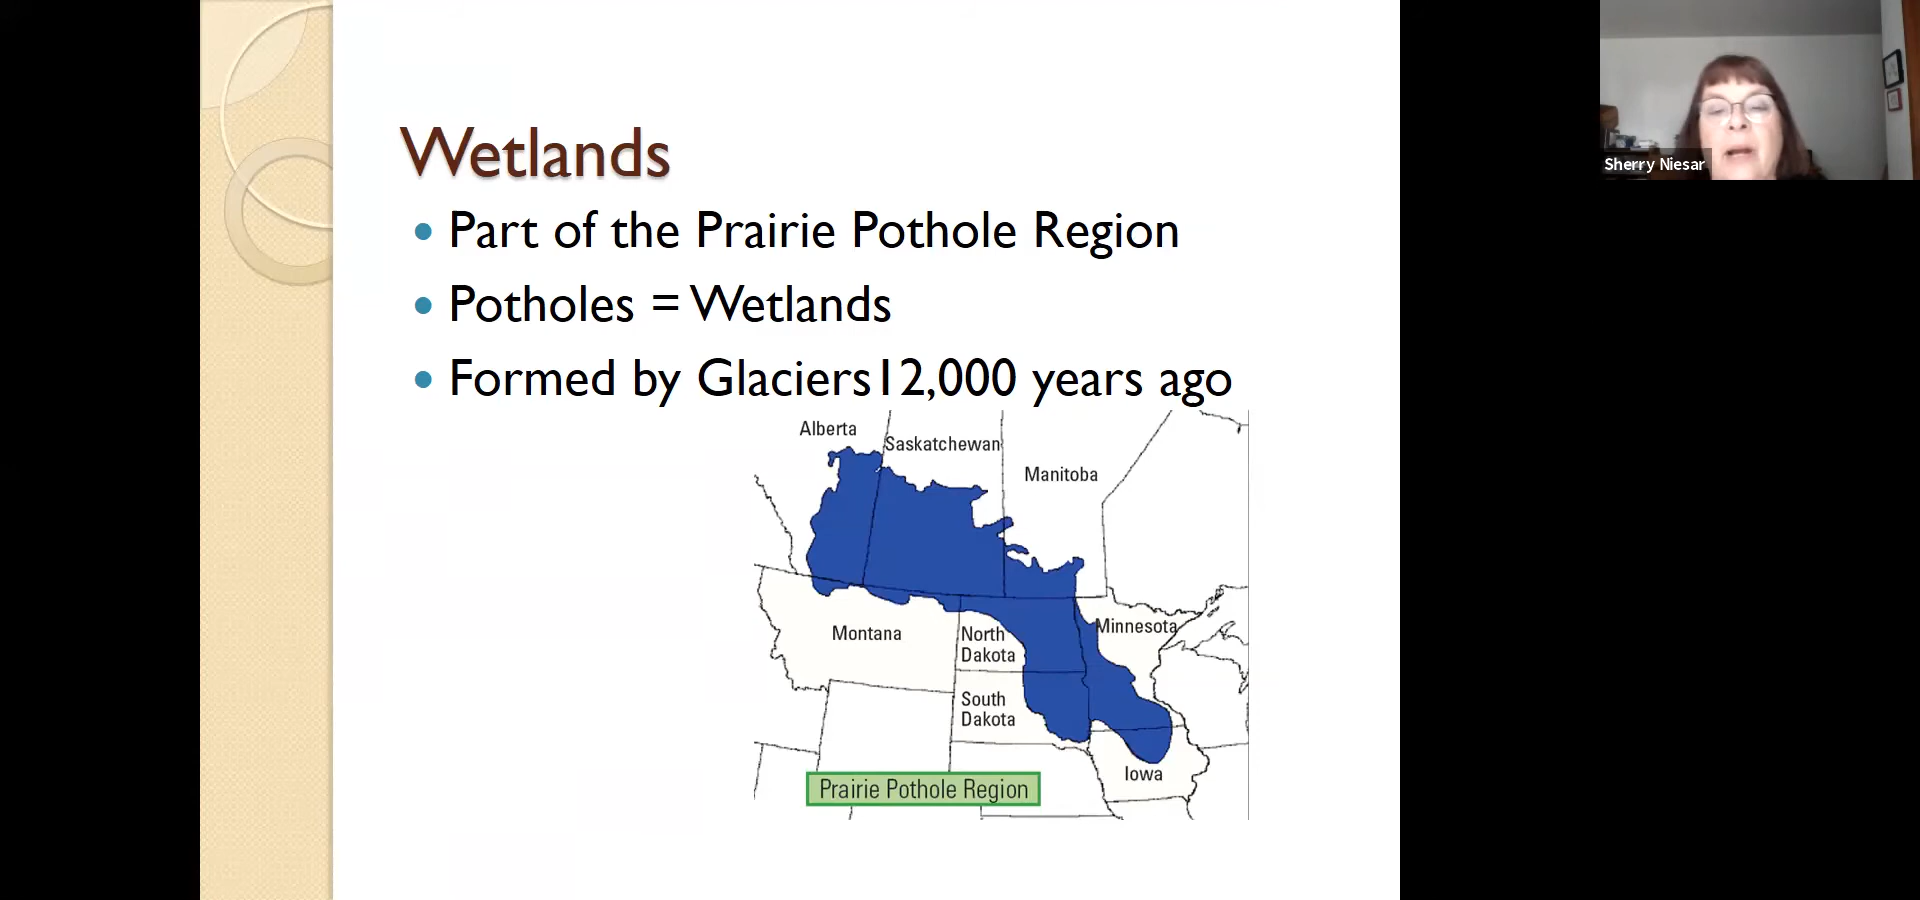 Wetlands
Part of the Prairie Pothole Region
Potholes = Wetlands
Formed by Glaciers12,000 years ago
Alberta
Saskatchewan
Manitoba
Montana
North
Dakota
Minnesota
South
Dakota
Iowa
Prairie Pothole Region
Sherry Niesar